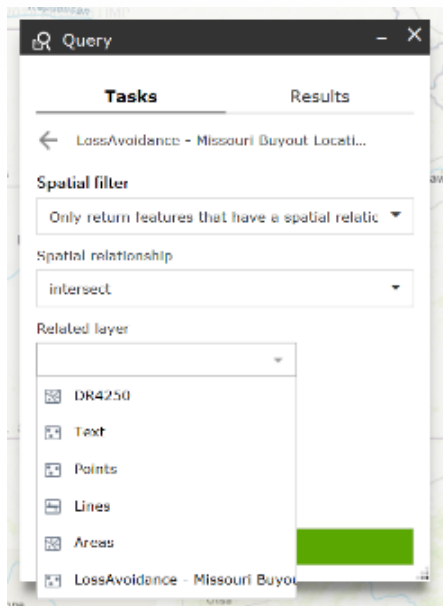 Query
Tasks
Results
LossAvoidance - Missouri Buyout Locati...
Spatial filter
Only return features that have a spatial relatic
Spatial relationship
intersect
Related layer
DR4250
Text
Points
Lines
Areas
LossAvoidance - Missouri Buyou